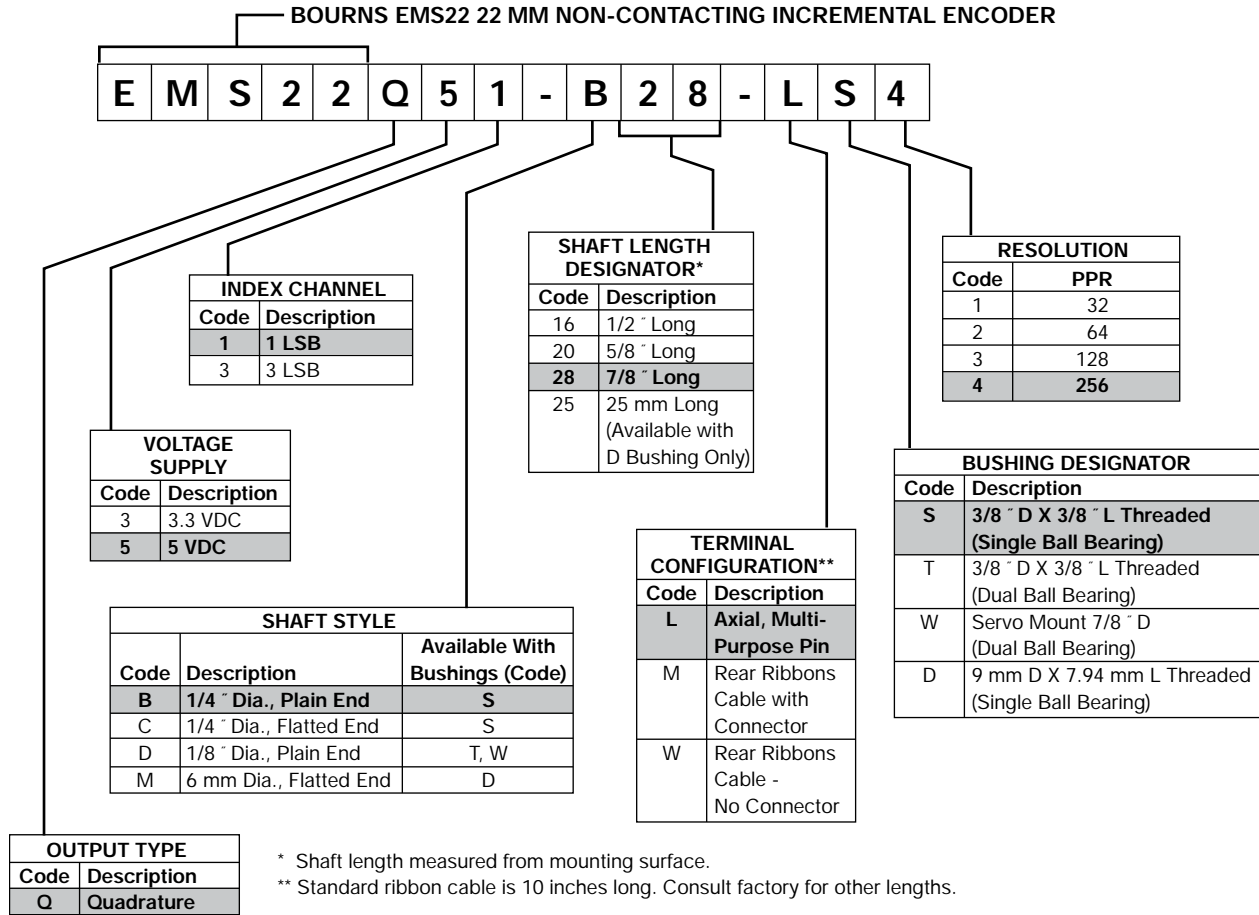 BOURNS EMS22 22 MM NON-CONTACTING INCREMENTAL ENCODER
E M S 2 2 Q 5 1 - B 2 8 - L S 4
INDEX CHANNEL
Code Description
1 1 LSB
3 3 LSB
SHAFT LENGTH
DESIGNATOR*
Code Description
16 1/2 ˝ Long
20 5/8 ˝ Long
28 7/8 ˝ Long
25 25 mm Long
(Available with
D Bushing Only)
RESOLUTION
Code PPR
1 32
2 64
3 128
4 256
VOLTAGE
SUPPLY
Code Description
3 3.3 VDC
5 5 VDC
BUSHING DESIGNATOR
Code Description
S 3/8 ˝ D X 3/8 ˝ L Threaded
(Single Ball Bearing)
T 3/8 ˝ D X 3/8 ˝ L Threaded
(Dual Ball Bearing)
W Servo Mount 7/8 ˝ D
(Dual Ball Bearing)
D 9 mm D X 7.94 mm L Threaded
(Single Ball Bearing)
TERMINAL
CONFIGURATION**
Code Description
L Axial, Multi-
Purpose Pin
M Rear Ribbons
Cable with
Connector
W Rear Ribbons
Cable -
No Connector
SHAFT STYLE
Available With
Code Description Bushings (Code)
B 1/4 ˝ Dia., Plain End S
C 1/4 ˝ Dia., Flatted End S
D 1/8 ˝ Dia., Plain End T, W
M 6 mm Dia., Flatted End D
OUTPUT TYPE
Code Description
Q Quadrature
* Shaft length measured from mounting surface.
** Standard ribbon cable is 10 inches long. Consult factory for other lengths.